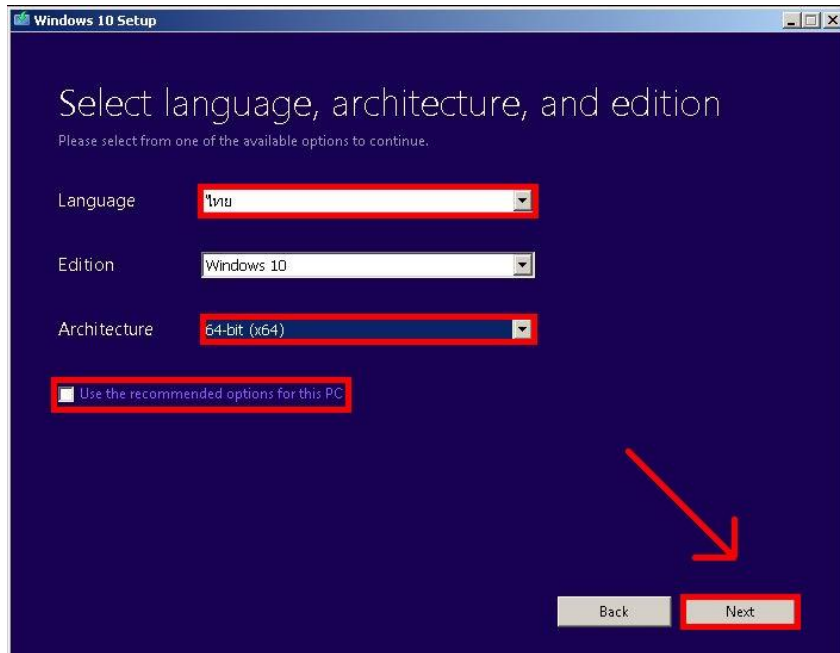 Windows 10 Setup
Select language, architecture, and edition
Please select from one of the available options to continue.
Language
ไทย
Edition
Windows 10
Architecture
64-bit (x64)
Use the recommended options for this PC
Back
Next